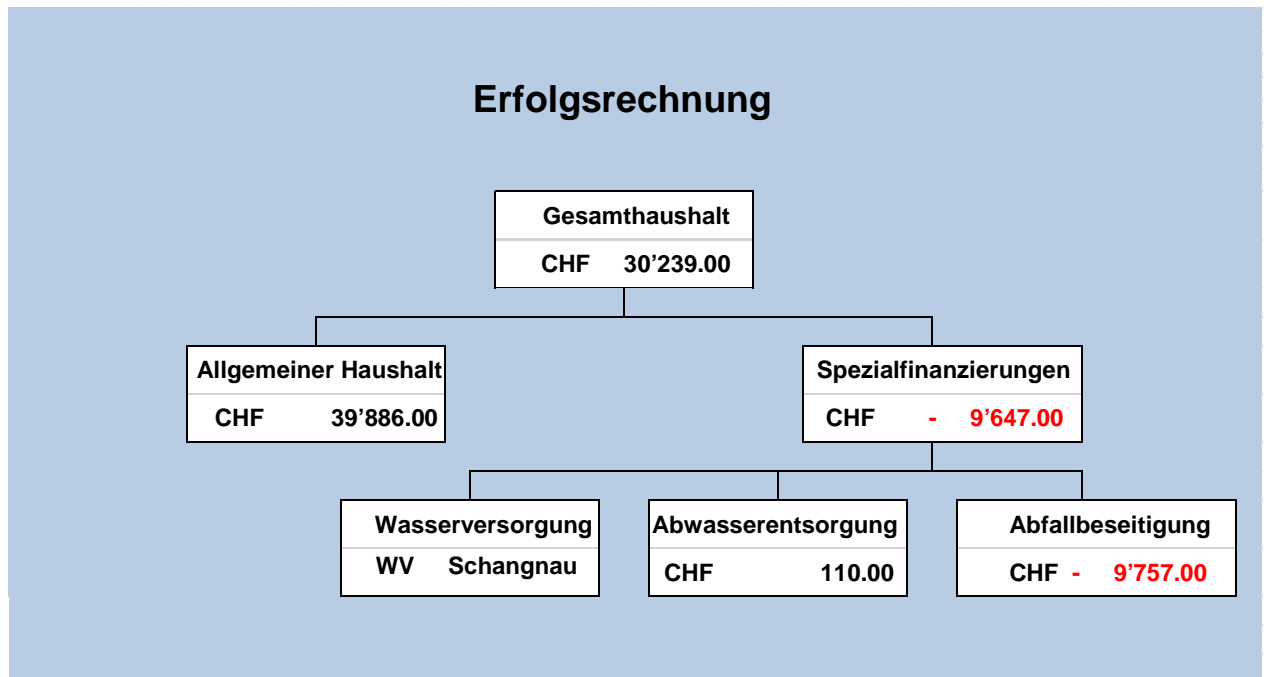 Erfolgsrechnung
Gesamthaushalt
CHF 30’239.00
Allgemeiner Haushalt
CHF 39’886.00
Spezialfinanzierungen
CHF - 9’647.00
Wasserversorgung
WV Schangnau
Abwasserentsorgung
CHF 110.00
Abfallbeseitigung
CHF - 9’757.00